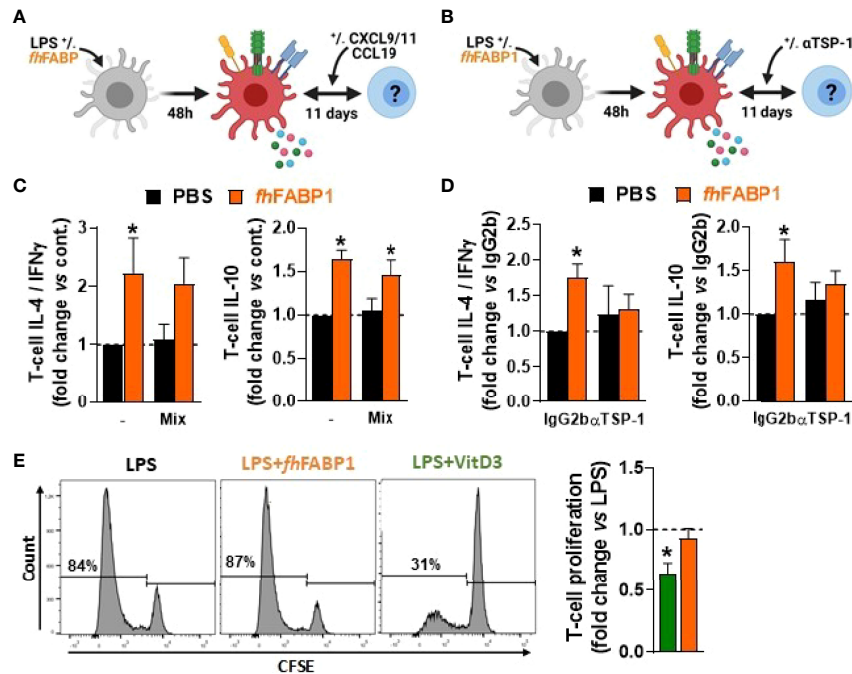 A
LPS +/-
fhFABP
48h
+/- CXCL9/11
CCL19
11 days
?
B
LPS +/-
fhFABP1
48h
+/- αTSP-1
11 days
?
C
PBS fhFABP1
T-cell IL-4 / IFNγ
(fold change vs cont.)
3
2
1
0
- Mix
T-cell IL-10
(fold change vs cont.)
2.0
1.5
1.0
0.5
0.0
- Mix
*
*
*
D
PBS fhFABP1
T-cell IL-4 / IFNγ
(fold change vs IgG2b)
2.5
2.0
1.5
1.0
0.5
0.0
IgG2b αTSP-1
T-cell IL-10
(fold change vs IgG2b)
2.0
1.5
1.0
0.5
0.0
IgG2b αTSP-1
*
*
E
LPS LPS+fhFABP1 LPS+VitD3
Count
84% 87% 31%
CFSE
T-cell proliferation
(fold change vs LPS)
1.5
1.0
0.5
0.0
*